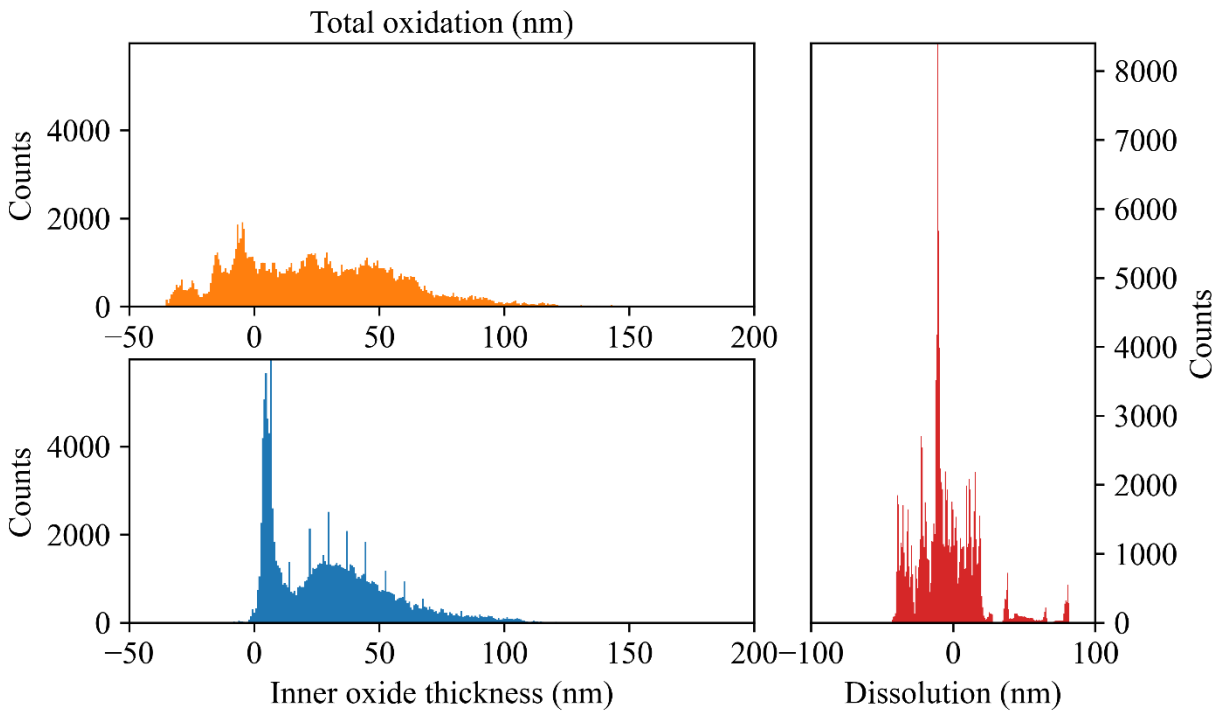 Total oxidation (nm)
Counts
4000
2000
0
−50 0 50 100 150 200
Counts
4000
2000
0
−50 0 50 100 150 200
Inner oxide thickness (nm)
8000
7000
6000
5000
4000
3000
2000
1000
0
Counts
−100 0 100
Dissolution (nm)